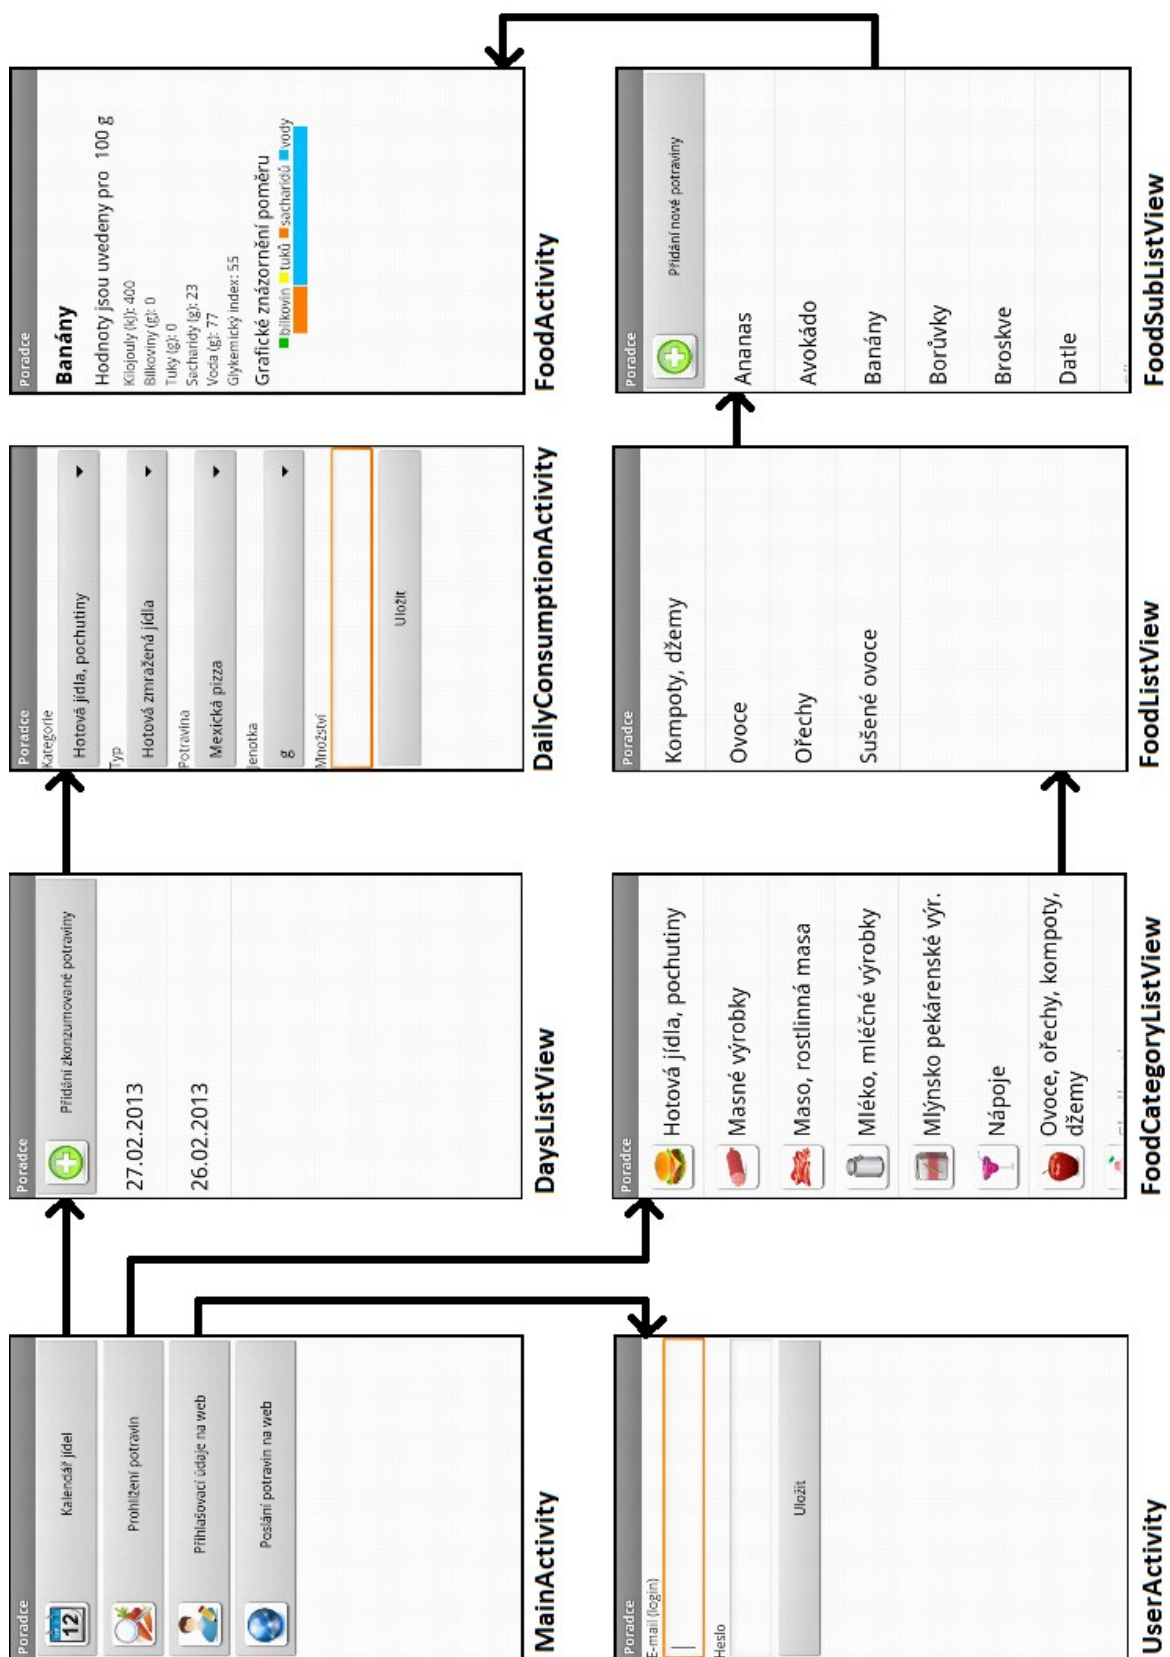 Poradce
Kalendář jídel
Prohlížení potravin
Přihlašovací údaje na web
Poslání potravin na web
MainActivity
Poradce
Přidání zkonzumované potraviny
27.02.2013
26.02.2013
DaysListView
Poradce
Kategorie
Hotová jídla, pochutiny
Typ
Hotová zmražená jídla
Potravina
Mexická pizza
Jenotka
g
Množství
Uložit
DailyConsumptionActivity
Poradce
Banány
Hodnoty jsou uvedeny pro 100 g
Kilojouly (kJ): 400
Bílkoviny (g): 0
Tuky (g): 0
Sacharidy (g): 23
Voda (g): 77
Glykemický index: 55
Grafické znázornění poměru
bílkovin tuků sacharidů vody
FoodActivity
Poradce
E-mail (login)
Heslo
Uložit
UserActivity
Poradce
Hotová jídla, pochutiny
Masné výrobky
Maso, rostlinná masa
Mléko, mléčné výrobky
Mlýnsko pekárenské výr.
Nápoje
Ovoce, ořechy, kompoty,
džemy
FoodCategoryListView
Poradce
Kompoty, džemy
Ovoce
Ořechy
Sušené ovoce
FoodListView
Poradce
Přidání nové potraviny
Ananas
Avokádo
Banány
Borůvky
Broskve
Datle
FoodSubListView